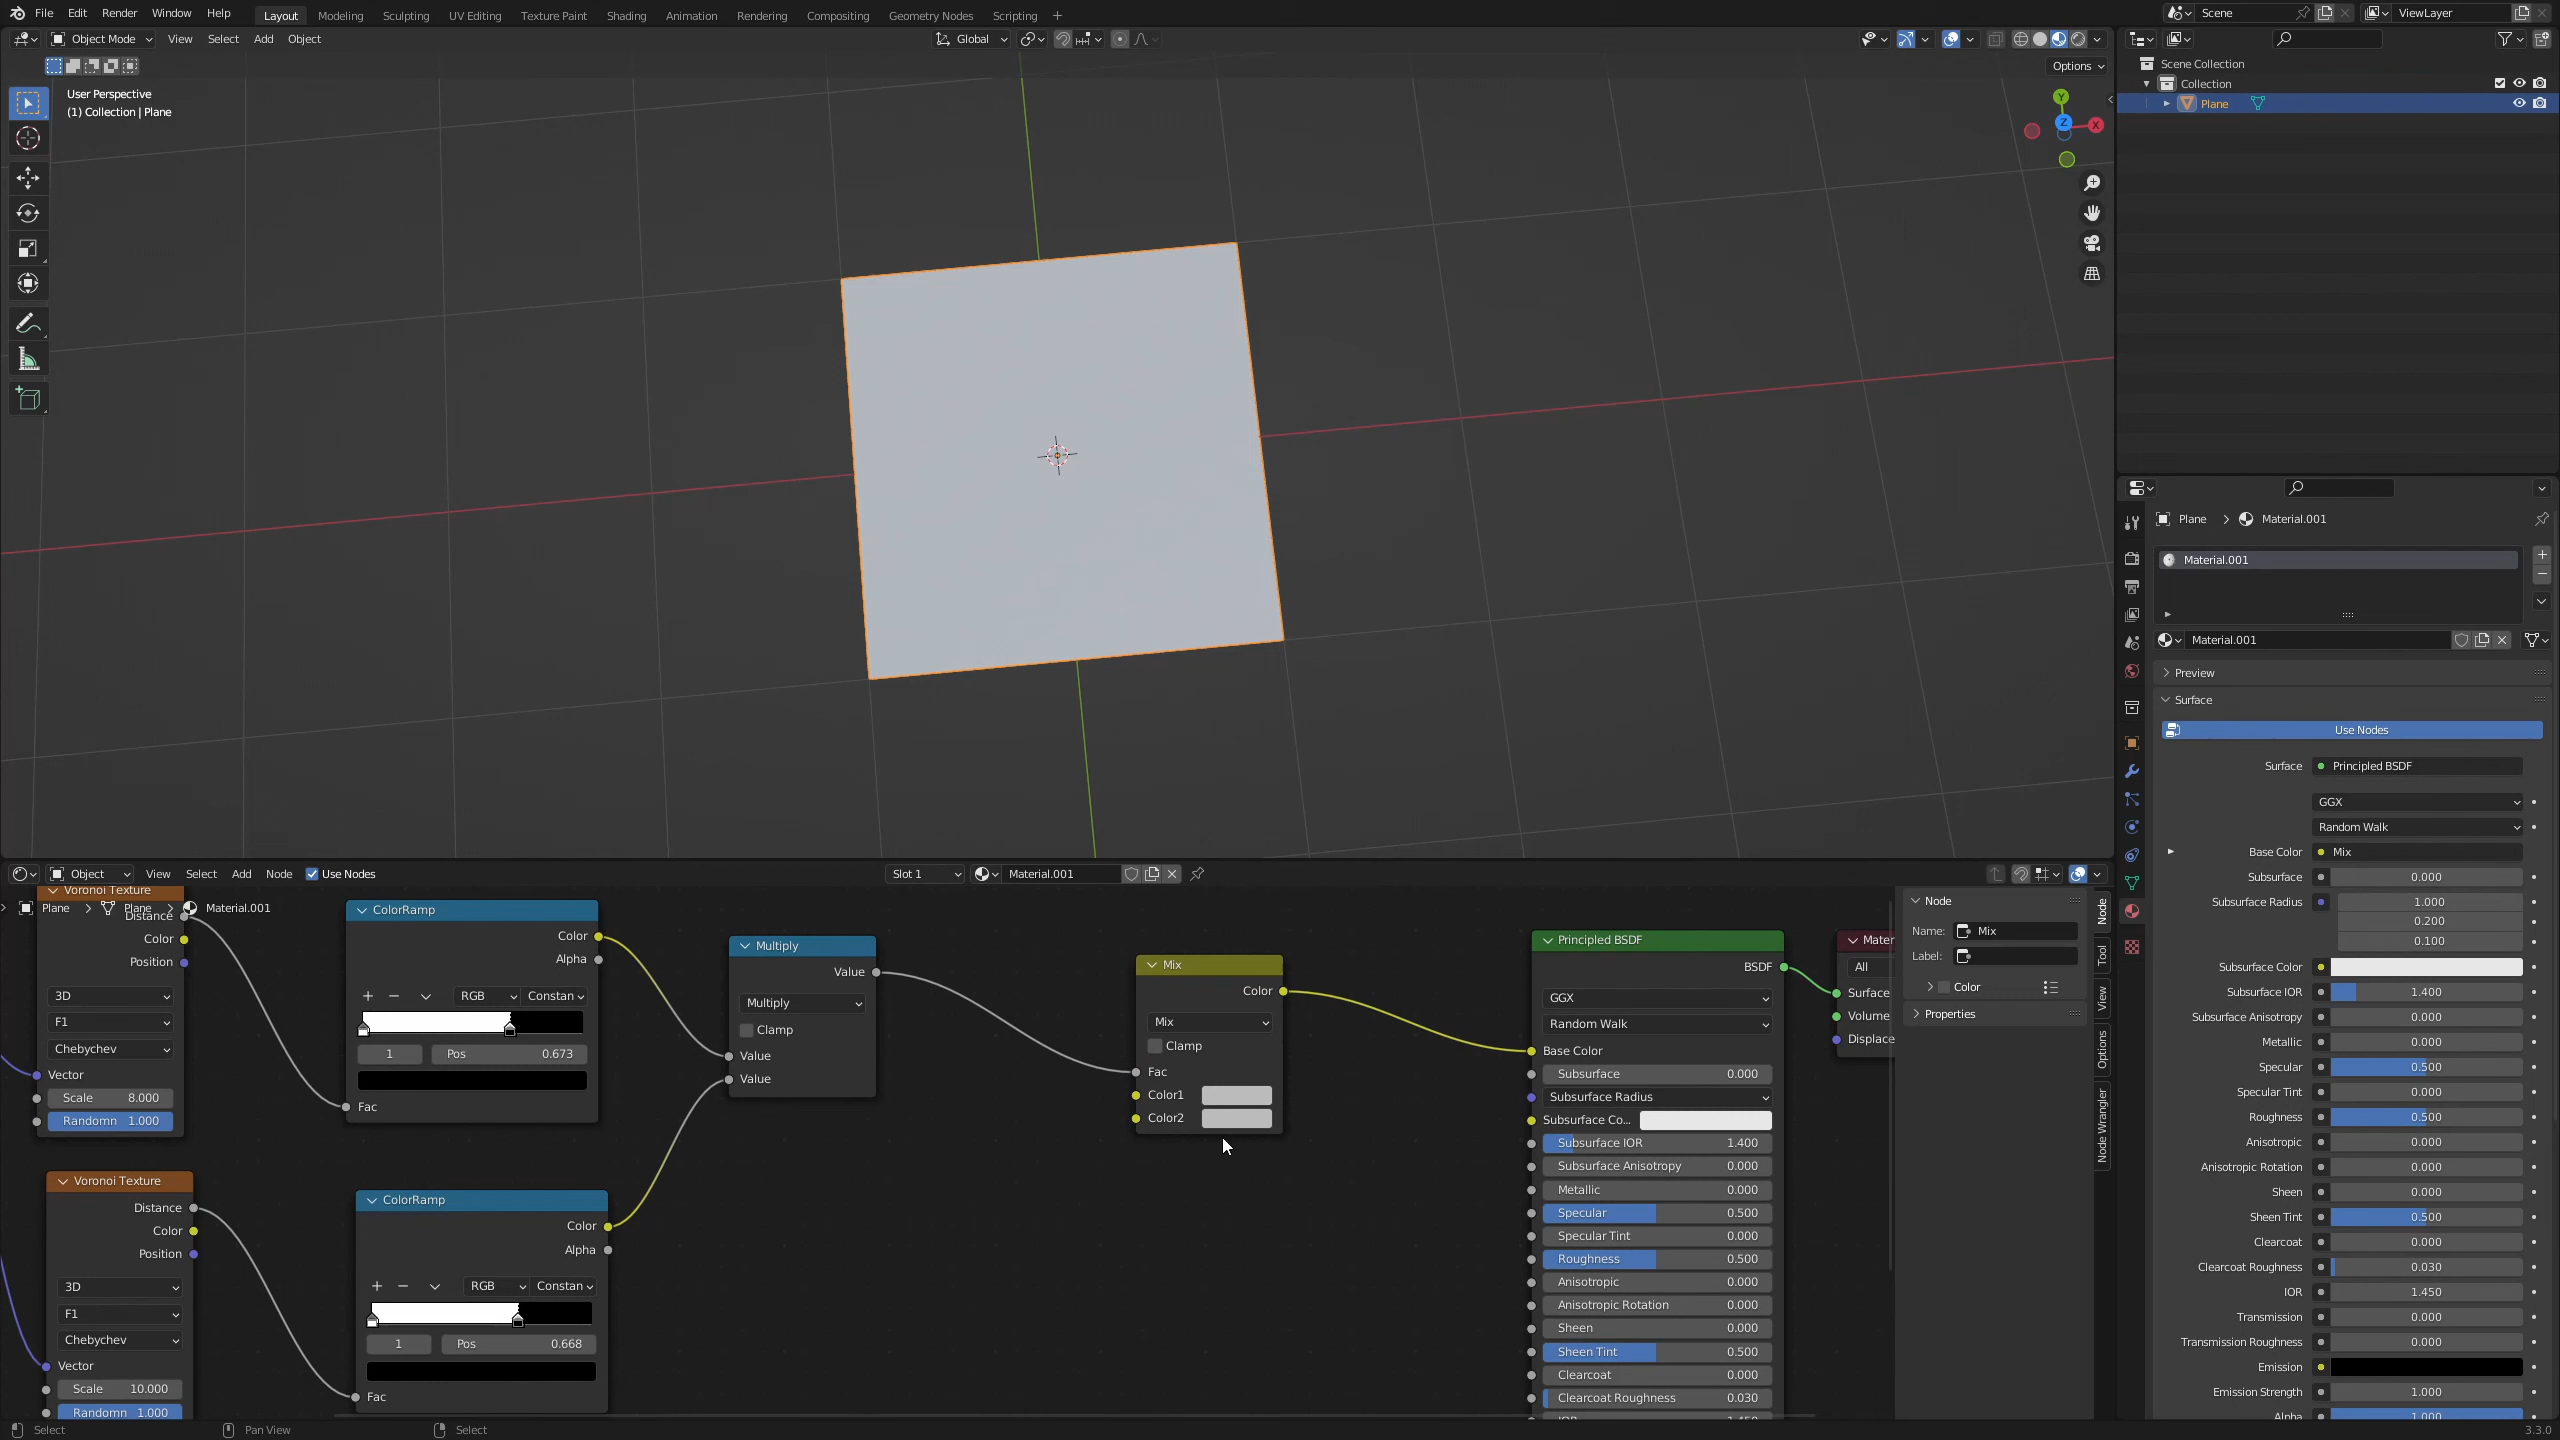 File Edit Render Window Help Layout Modeling Sculpting UV Editing Texture Paint Shading Animation Rendering Compositing Geometry Nodes Scripting + Scene ViewLayer
Object Mode View Select Add Object Global
Options
User Perspective
(1) Collection | Plane
Y
Z X
Scene Collection
Collection
Plane
Plane > Material.001
Material.001
Material.001
Preview
Surface
Use Nodes
Surface Principled BSDF
GGX
Random Walk
Base Color Mix
Subsurface 0.000
Subsurface Radius 1.000
0.200
0.100
Subsurface Color
Subsurface IOR 1.400
Subsurface Anisotropy 0.000
Metallic 0.000
Specular 0.500
Specular Tint 0.000
Roughness 0.500
Anisotropic 0.000
Anisotropic Rotation 0.000
Sheen 0.000
Sheen Tint 0.500
Clearcoat 0.000
Clearcoat Roughness 0.030
IOR 1.450
Transmission 0.000
Transmission Roughness 0.000
Emission
Emission Strength 1.000
Alpha 1.000
Object View Select Add Node Use Nodes Slot 1 Material.001
Plane > Plane > Material.001
Voronoi Texture
Distance
Color
Position
3D
F1
Chebychev
Vector
Scale 8.000
Randomn 1.000
ColorRamp
Color
Alpha
+ − RGB Constan
1 Pos 0.673
Fac
Voronoi Texture
Distance
Color
Position
3D
F1
Chebychev
Vector
Scale 10.000
Randomn 1.000
ColorRamp
Color
Alpha
+ − RGB Constan
1 Pos 0.668
Fac
Multiply
Value
Multiply
Clamp
Value
Value
Mix
Color
Mix
Clamp
Fac
Color1
Color2
Principled BSDF
BSDF
GGX
Random Walk
Base Color
Subsurface 0.000
Subsurface Radius
Subsurface Co...
Subsurface IOR 1.400
Subsurface Anisotropy 0.000
Metallic 0.000
Specular 0.500
Specular Tint 0.000
Roughness 0.500
Anisotropic 0.000
Anisotropic Rotation 0.000
Sheen 0.000
Sheen Tint 0.500
Clearcoat 0.000
Clearcoat Roughness 0.030
Mater
All
Surface
Volume
Displace
Node
Name: Mix
Label:
Color
Properties
Node
Tool
View
Options
Node Wrangler
Select Pan View Select 3.3.0